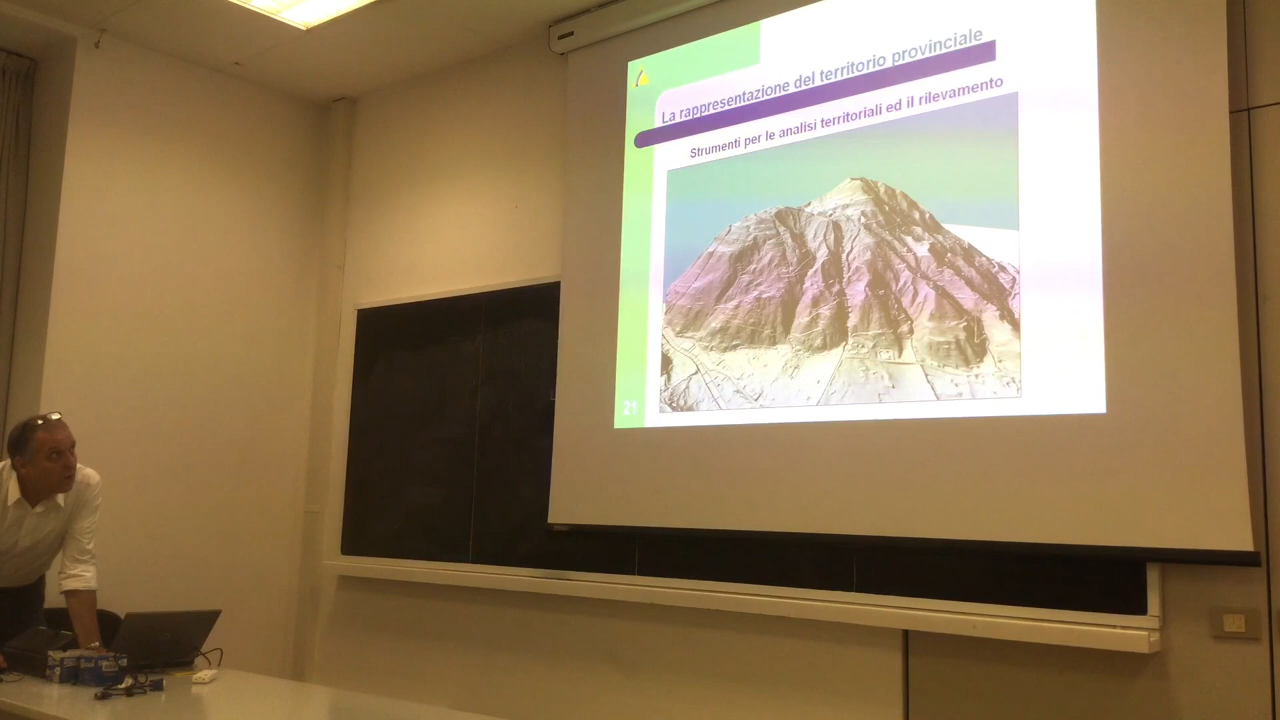 La rappresentazione del territorio provinciale
Strumenti per le analisi territoriali ed il rilevamento
21